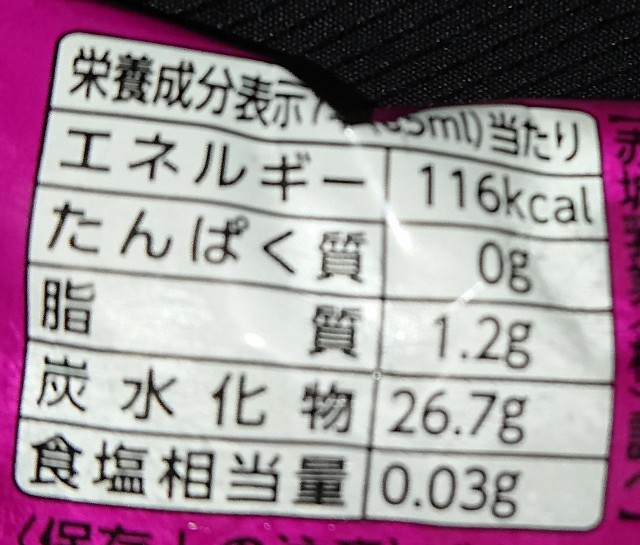 栄養成分表示 ml)当たり
エネルギー 116kcal
たんぱく質 0g
脂質 1.2g
炭水化物 26.7g
食塩相当量 0.03g